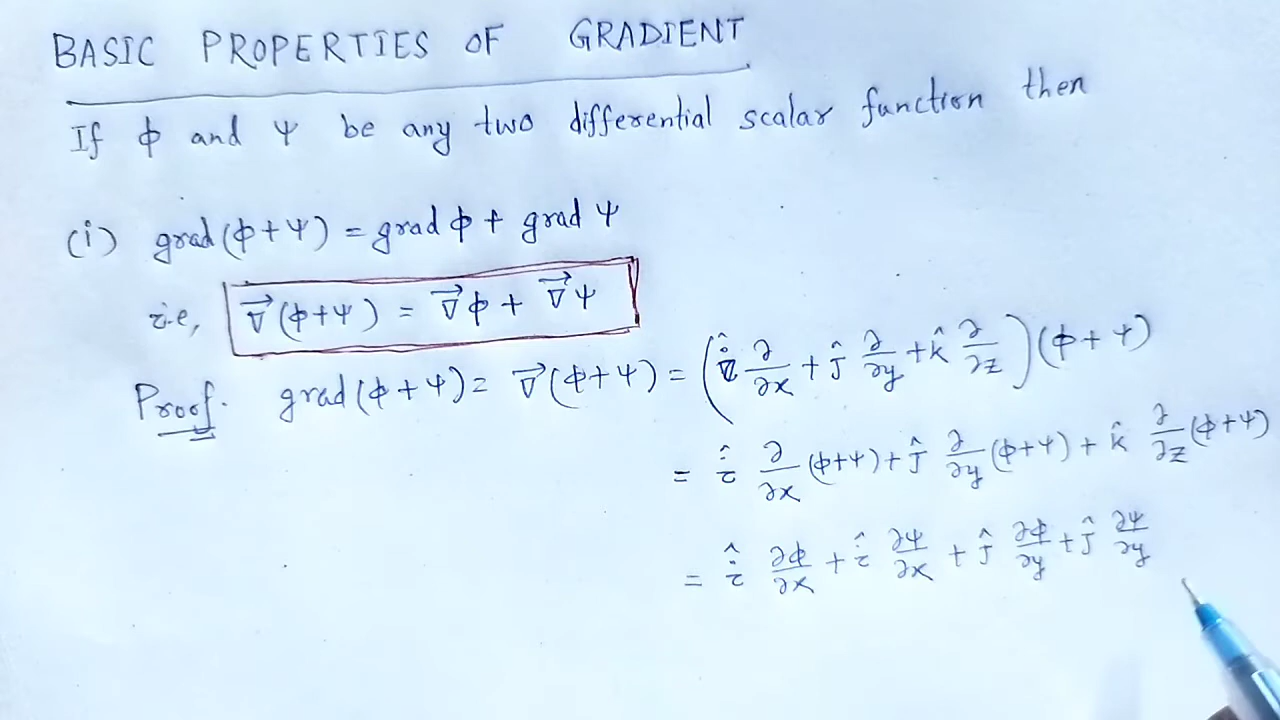 BASIC PROPERTIES OF GRADIENT
If ϕ and ψ be any two differential scalar function then
(i) grad(ϕ+ψ) = grad ϕ + grad ψ
i.e, ∇⃗(ϕ+ψ) = ∇⃗ϕ + ∇⃗ψ
Proof. grad(ϕ+ψ) = ∇⃗(ϕ+ψ) = (î ∂/∂x + ĵ ∂/∂y + k̂ ∂/∂z)(ϕ+ψ)
= î ∂/∂x (ϕ+ψ) + ĵ ∂/∂y (ϕ+ψ) + k̂ ∂/∂z (ϕ+ψ)
= î ∂ϕ/∂x + î ∂ψ/∂x + ĵ ∂ϕ/∂y + ĵ ∂ψ/∂y